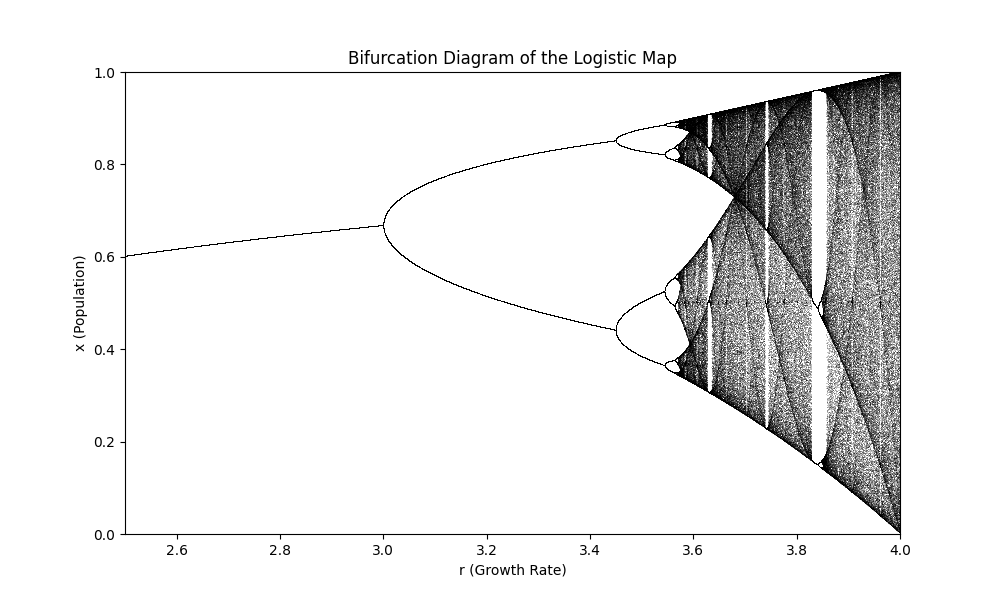 Bifurcation Diagram of the Logistic Map
1.0
0.8
0.6
0.4
0.2
0.0
x (Population)
2.6 2.8 3.0 3.2 3.4 3.6 3.8 4.0
r (Growth Rate)